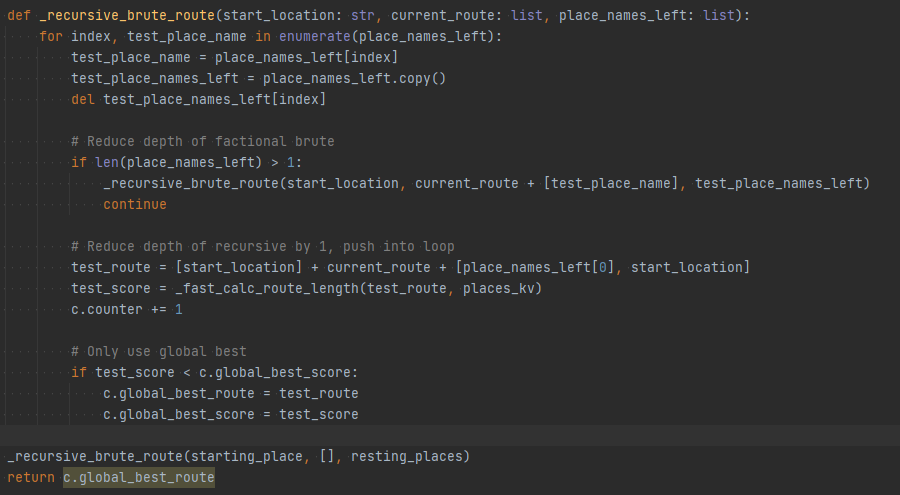 def _recursive_brute_route(start_location: str, current_route: list, place_names_left: list):
    for index, test_place_name in enumerate(place_names_left):
        test_place_name = place_names_left[index]
        test_place_names_left = place_names_left.copy()
        del test_place_names_left[index]

        # Reduce depth of factional brute
        if len(place_names_left) > 1:
            _recursive_brute_route(start_location, current_route + [test_place_name], test_place_names_left)
            continue

        # Reduce depth of recursive by 1, push into loop
        test_route = [start_location] + current_route + [place_names_left[0], start_location]
        test_score = _fast_calc_route_length(test_route, places_kv)
        c.counter += 1

        # Only use global best
        if test_score < c.global_best_score:
            c.global_best_route = test_route
            c.global_best_score = test_score

_recursive_brute_route(starting_place, [], resting_places)
return c.global_best_route